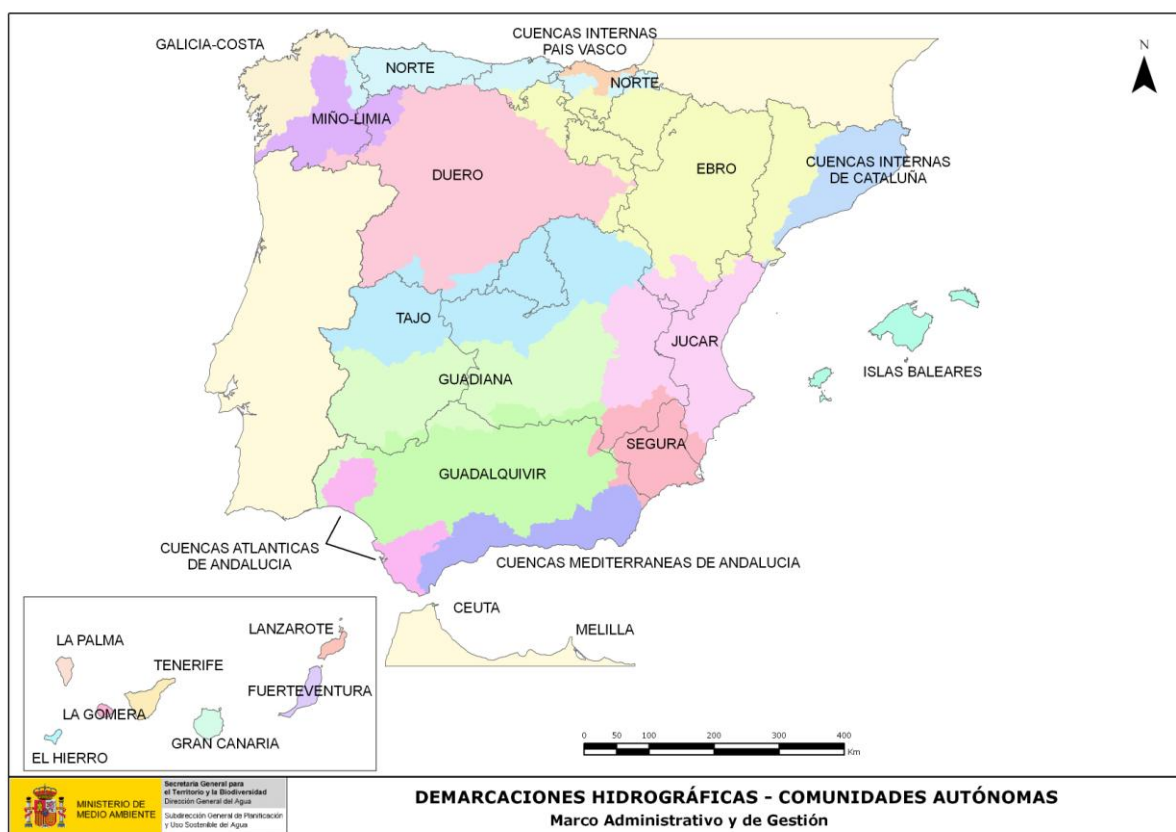 CUENCAS INTERNAS
PAIS VASCO
GALICIA-COSTA
N
NORTE
NORTE
MIÑO-LIMIA
DUERO
EBRO
CUENCAS INTERNAS
DE CATALUÑA
TAJO
JUCAR
ISLAS BALEARES
GUADIANA
SEGURA
GUADALQUIVIR
CUENCAS ATLANTICAS
DE ANDALUCIA
CUENCAS MEDITERRANEAS DE ANDALUCIA
CEUTA
MELILLA
LANZAROTE
LA PALMA
TENERIFE
FUERTEVENTURA
LA GOMERA
GRAN CANARIA
EL HIERRO
0 50 100 200 300 400
Km
MINISTERIO DE
MEDIO AMBIENTE
Secretaría General para
el Territorio y la Biodiversidad
Dirección General del Agua
Subdirección General de Planificación
y Uso Sostenible del Agua
DEMARCACIONES HIDROGRÁFICAS - COMUNIDADES AUTÓNOMAS
Marco Administrativo y de Gestión